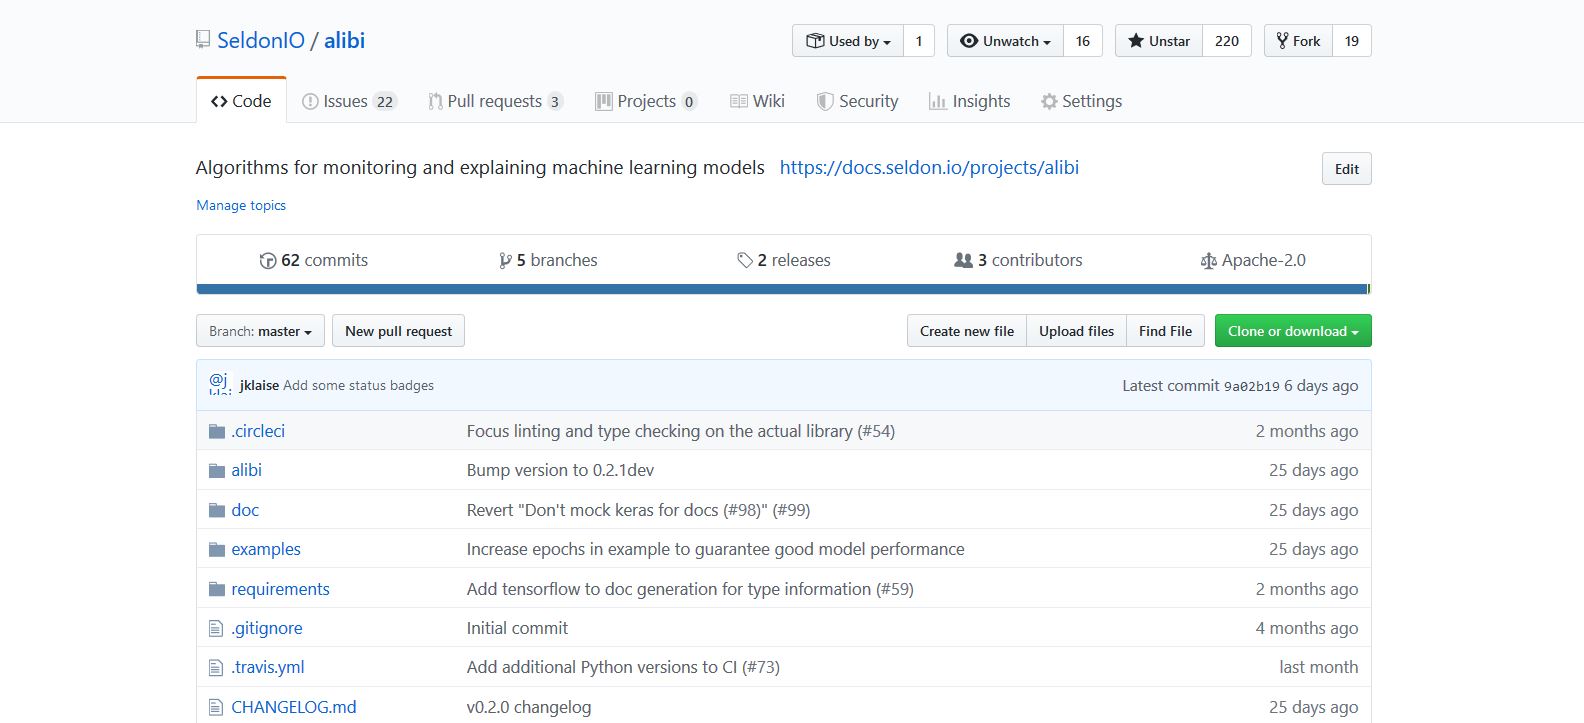 SeldonIO / alibi Used by 1 Unwatch 16 Unstar 220 Fork 19
Code Issues 22 Pull requests 3 Projects 0 Wiki Security Insights Settings
Algorithms for monitoring and explaining machine learning models https://docs.seldon.io/projects/alibi Edit
Manage topics
62 commits 5 branches 2 releases 3 contributors Apache-2.0
Branch: master New pull request Create new file Upload files Find File Clone or download
@j jklaise Add some status badges Latest commit 9a02b19 6 days ago
.circleci Focus linting and type checking on the actual library (#54) 2 months ago
alibi Bump version to 0.2.1dev 25 days ago
doc Revert "Don't mock keras for docs (#98)" (#99) 25 days ago
examples Increase epochs in example to guarantee good model performance 25 days ago
requirements Add tensorflow to doc generation for type information (#59) 2 months ago
.gitignore Initial commit 4 months ago
.travis.yml Add additional Python versions to CI (#73) last month
CHANGELOG.md v0.2.0 changelog 25 days ago